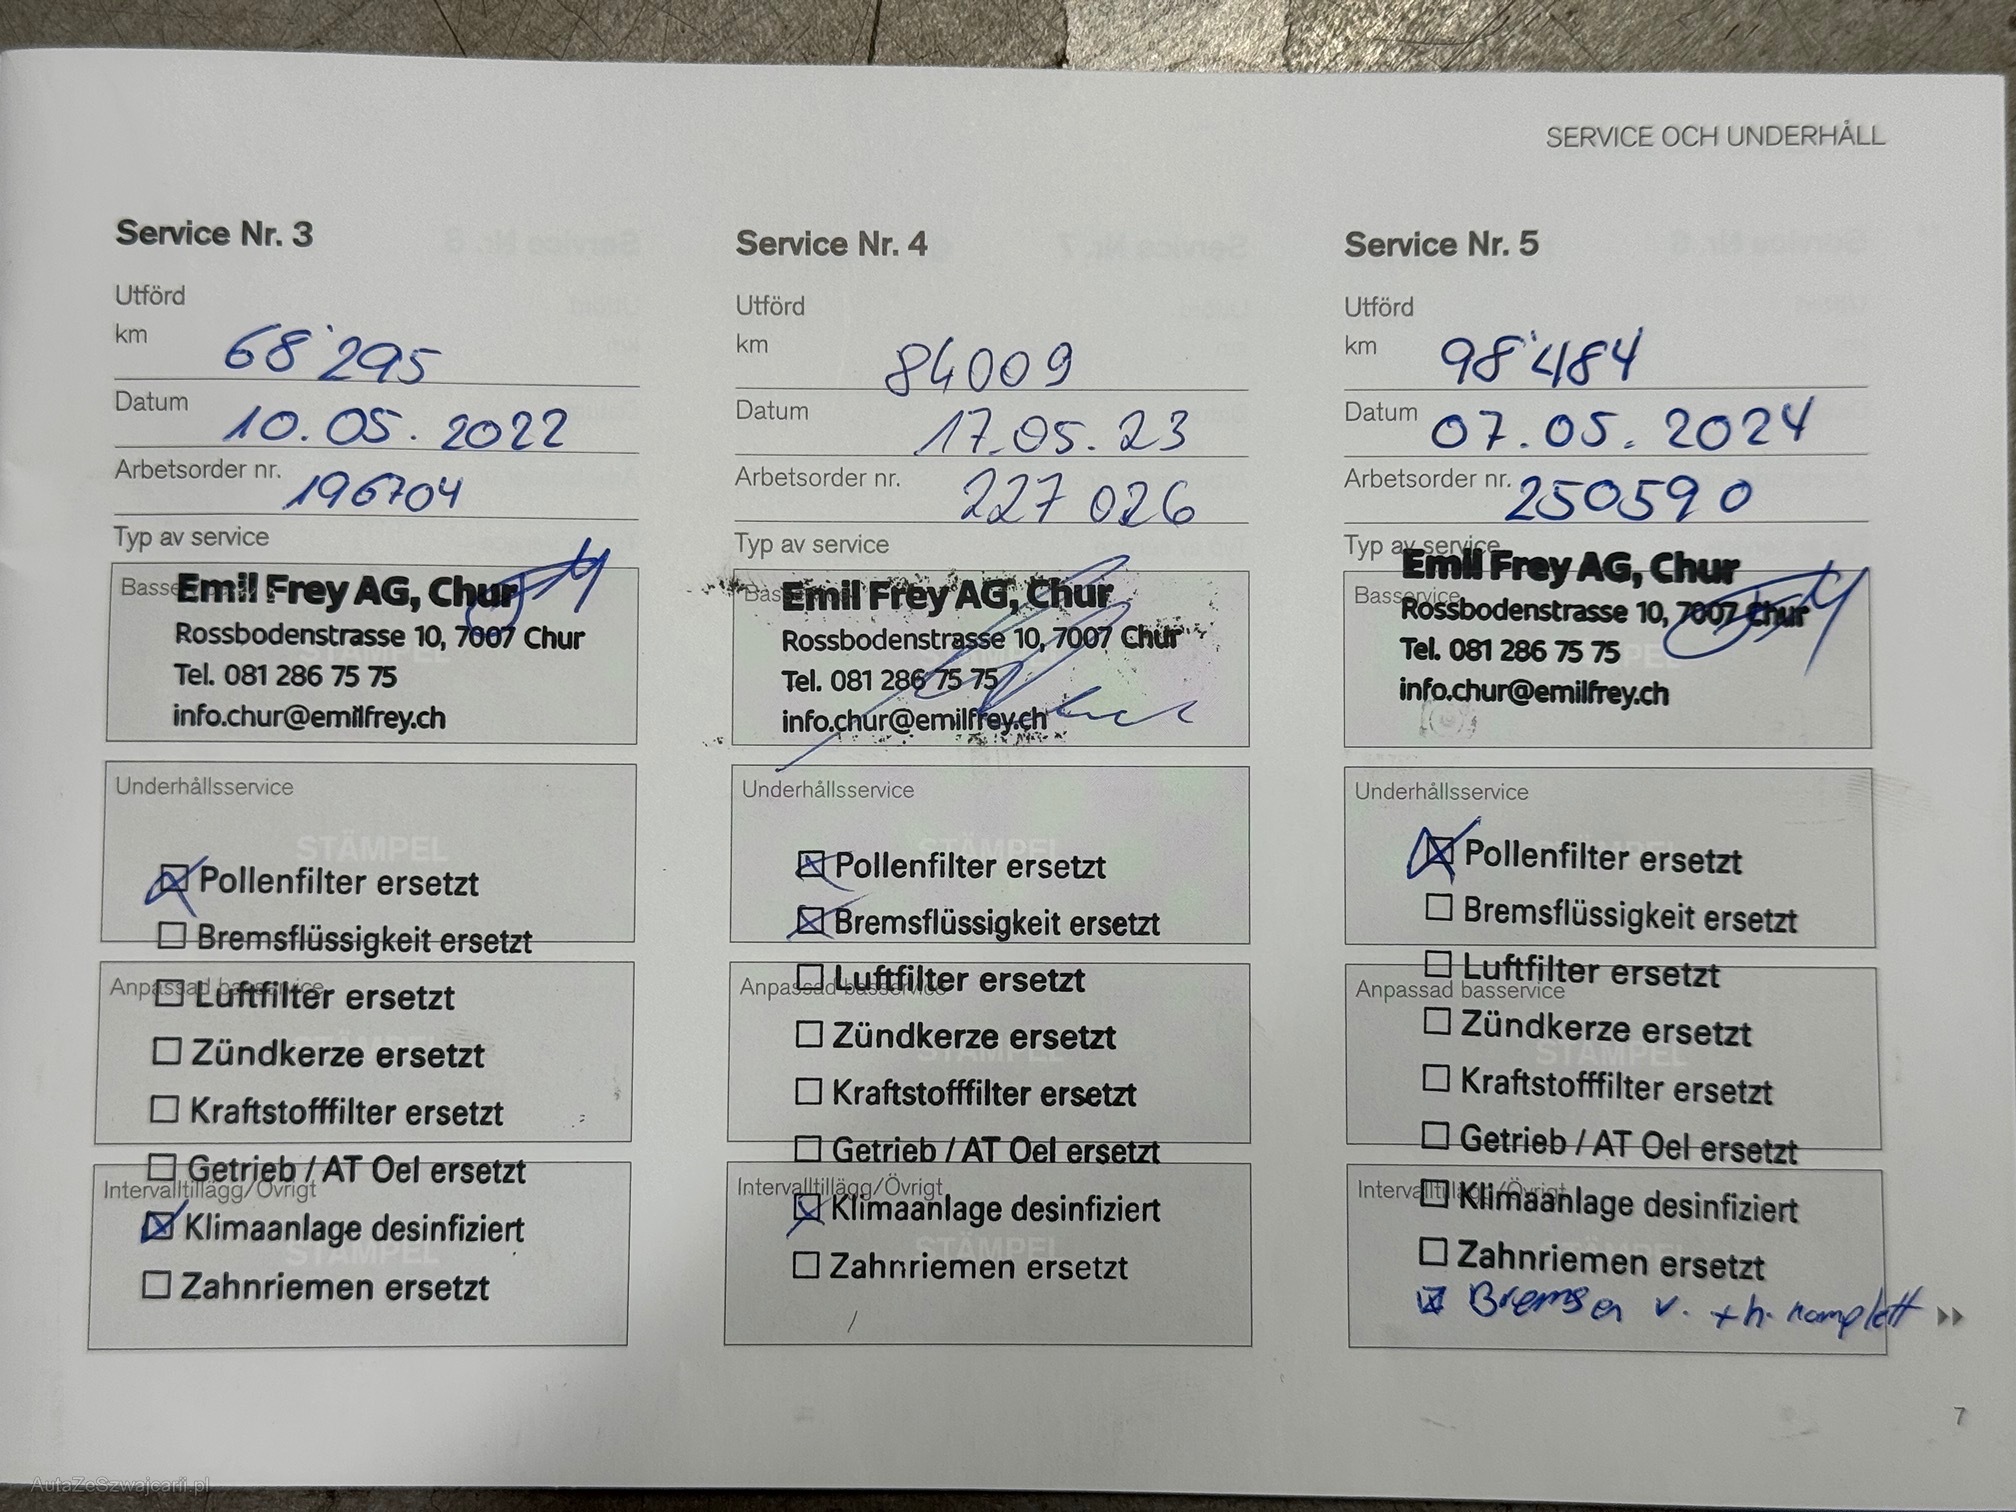 SERVICE OCH UNDERHÅLL
Service Nr. 3
Utförd
km 68'295
Datum 10.05.2022
Arbetsorder nr. 196704
Typ av service
Basse
Emil Frey AG, Chur
Rossbodenstrasse 10, 7007 Chur
Tel. 081 286 75 75
info.chur@emilfrey.ch
Underhållsservice
STÄMPEL
Pollenfilter ersetzt
Bremsflüssigkeit ersetzt
Anpassad basservice
Luftfilter ersetzt
Zündkerze ersetzt
Kraftstofffilter ersetzt
Getrieb / AT Oel ersetzt
Intervalltillägg/Övrigt
Klimaanlage desinfiziert
STÄMPEL
Zahnriemen ersetzt
Service Nr. 4
Utförd
km 84009
Datum 17.05.23
Arbetsorder nr. 227 026
Typ av service
Emil Frey AG, Chur
Rossbodenstrasse 10, 7007 Chur
Tel. 081 286 75 75
info.chur@emilfrey.ch
Underhållsservice
STÄMPEL
Pollenfilter ersetzt
Bremsflüssigkeit ersetzt
Anpassad basservice
Luftfilter ersetzt
Zündkerze ersetzt
STÄMPEL
Kraftstofffilter ersetzt
Getrieb / AT Oel ersetzt
Intervalltillägg/Övrigt
Klimaanlage desinfiziert
STÄMPEL
Zahnriemen ersetzt
Service Nr. 5
Utförd
km 98'484
Datum 07.05.2024
Arbetsorder nr. 250590
Typ av service
Emil Frey AG, Chur
Basservice
Rossbodenstrasse 10, 7007 Chur
Tel. 081 286 75 75
info.chur@emilfrey.ch
Underhållsservice
Pollenfilter ersetzt
Bremsflüssigkeit ersetzt
Luftfilter ersetzt
Anpassad basservice
Zündkerze ersetzt
STÄMPEL
Kraftstofffilter ersetzt
Getrieb / AT Oel ersetzt
Intervalltillägg/Övrigt
Klimaanlage desinfiziert
Zahnriemen ersetzt
Bremsen v. + h. komplett
7
AutaZeSzwajcarii.pl